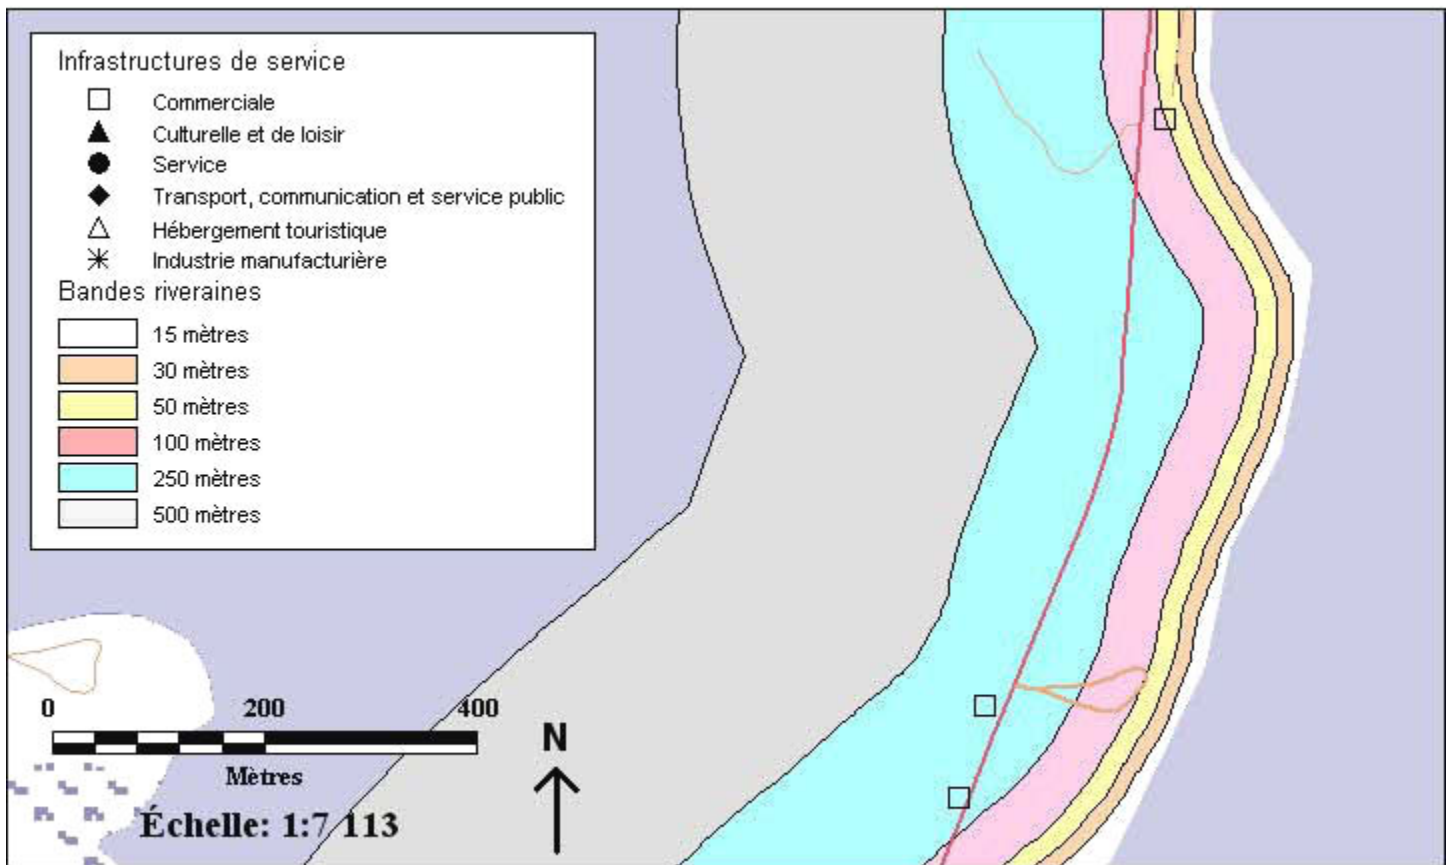 Infrastructures de service
Commerciale
Culturelle et de loisir
Service
Transport, communication et service public
Hébergement touristique
Industrie manufacturière
Bandes riveraines
15 mètres
30 mètres
50 mètres
100 mètres
250 mètres
500 mètres
0 200 400
Mètres
Échelle: 1:7 113
N